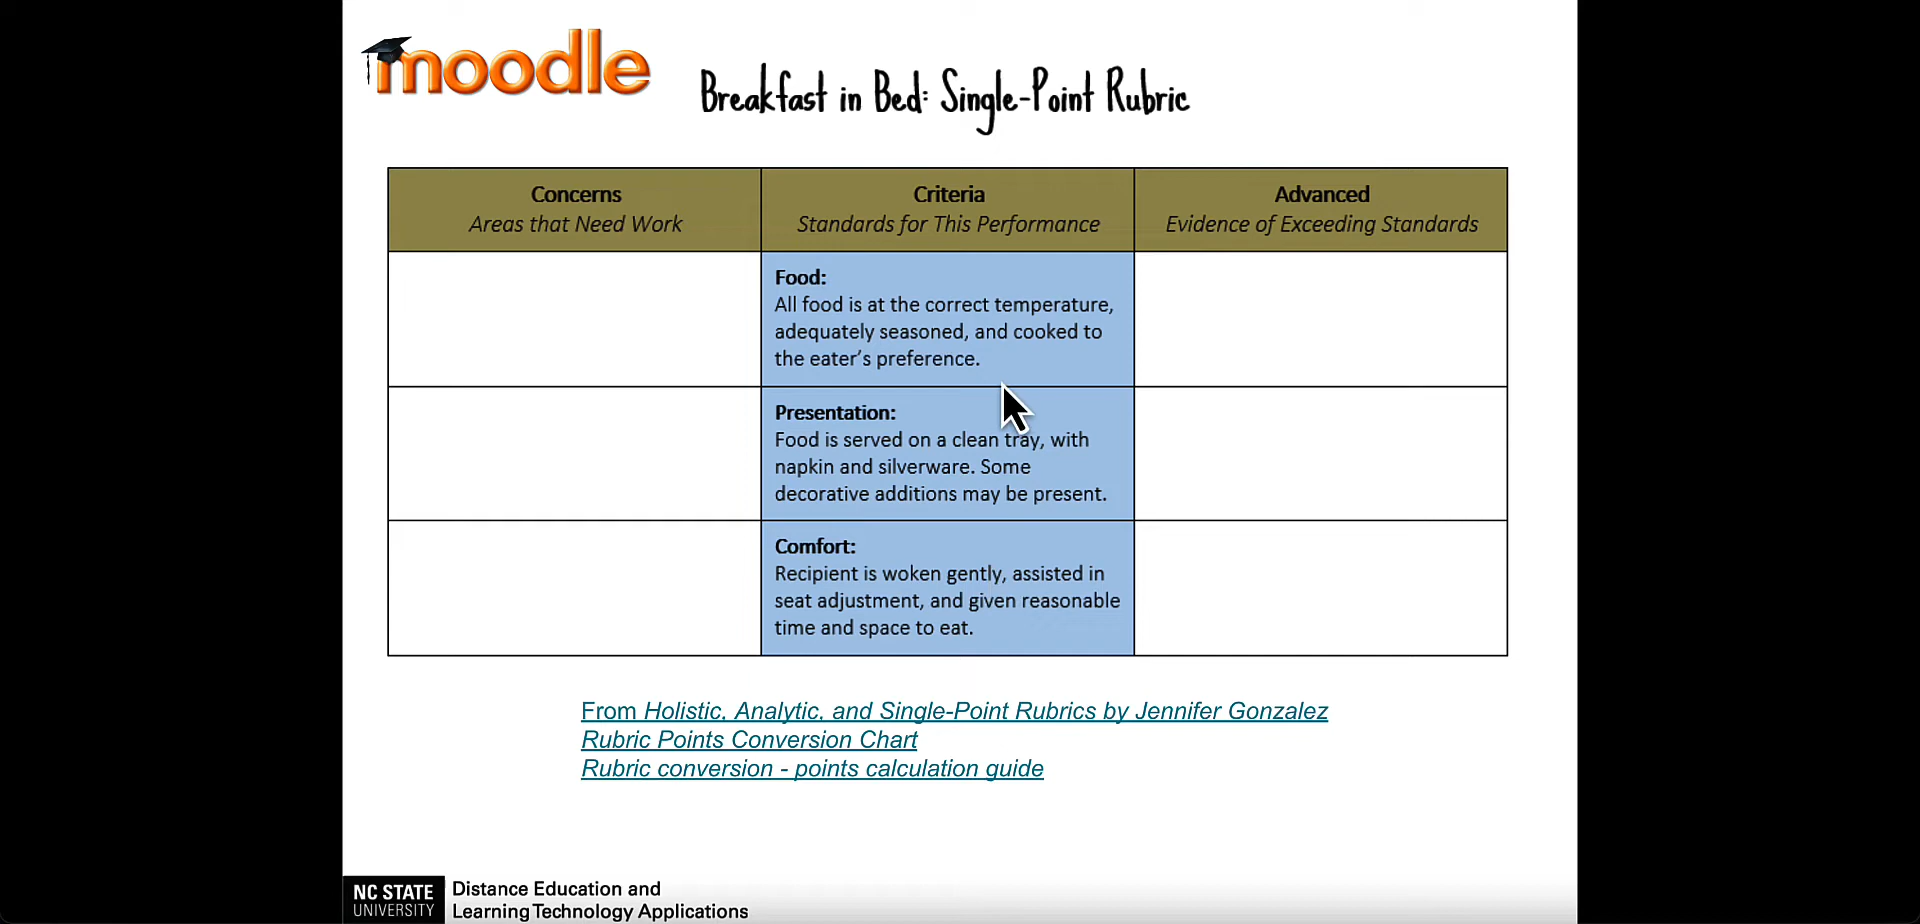 moodle
Breakfast in Bed: Single-Point Rubric
Concerns
Areas that Need Work
Criteria
Standards for This Performance
Advanced
Evidence of Exceeding Standards
Food:
All food is at the correct temperature,
adequately seasoned, and cooked to
the eater’s preference.
Presentation:
Food is served on a clean tray, with
napkin and silverware. Some
decorative additions may be present.
Comfort:
Recipient is woken gently, assisted in
seat adjustment, and given reasonable
time and space to eat.
From Holistic, Analytic, and Single-Point Rubrics by Jennifer Gonzalez
Rubric Points Conversion Chart
Rubric conversion - points calculation guide
NC STATE
UNIVERSITY
Distance Education and
Learning Technology Applications